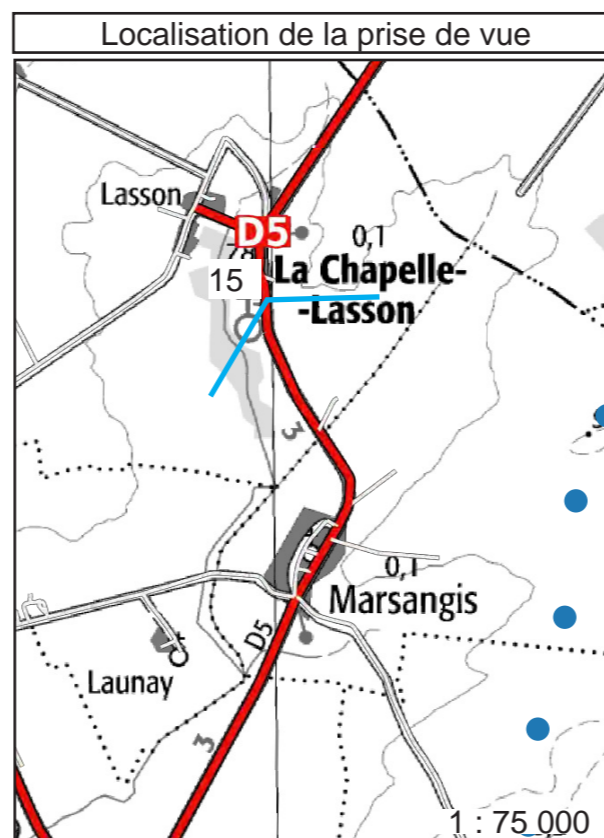 Localisation de la prise de vue
Lasson
D5
0,1
78
15
La Chapelle-
-Lasson
3
0,1
Marsangis
D5
Launay
3
1 : 75 000